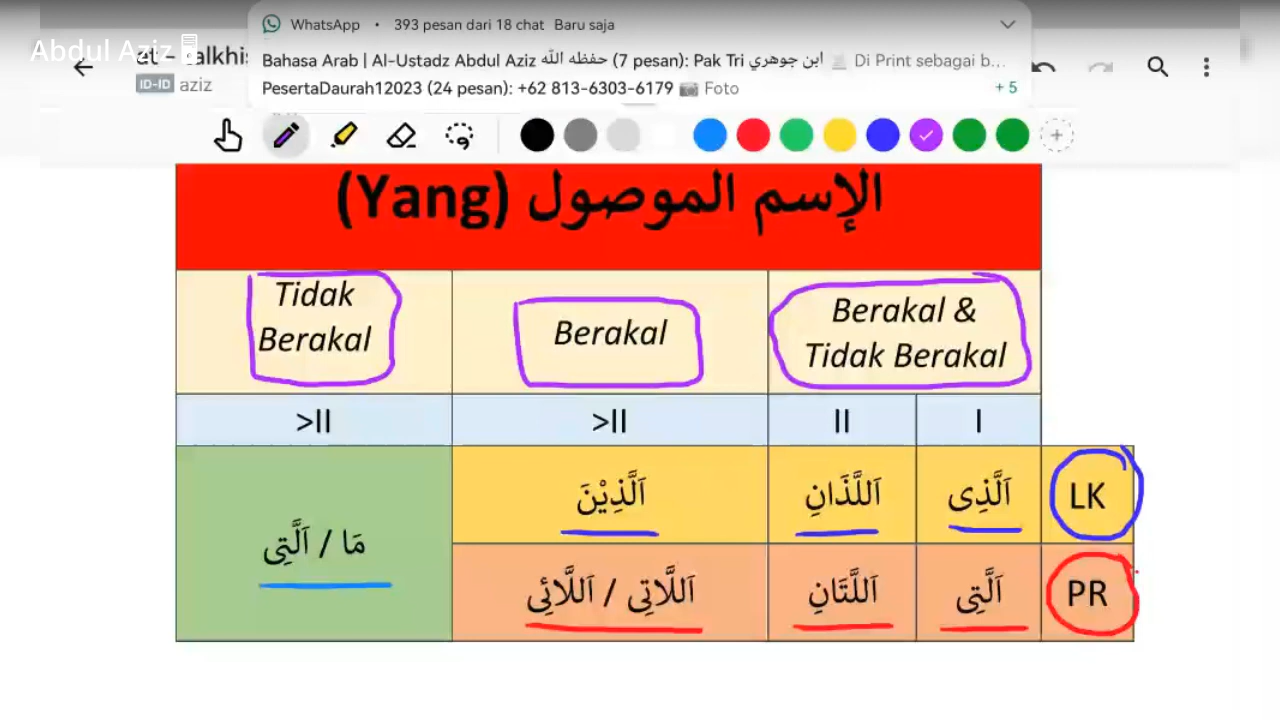 WhatsApp • 393 pesan dari 18 chat Baru saja
Bahasa Arab | Al-Ustadz Abdul Aziz حفظه الله (7 pesan): Pak Tri ابن جوهري Di Print sebagai b...
PesertaDaurah12023 (24 pesan): +62 813-6303-6179 Foto
+ 5
Abdul Aziz
ID-ID aziz
الإسم الموصول (Yang)
Tidak Berakal
Berakal
Berakal &
Tidak Berakal
>II >II II I
اَلَّذِى اَللَّذَانِ اَلَّذِيْنَ LK
مَا / اَلَّتِى
اَلَّتِى اَللَّتَانِ اَللَّاتِى / اَللَّائِى PR